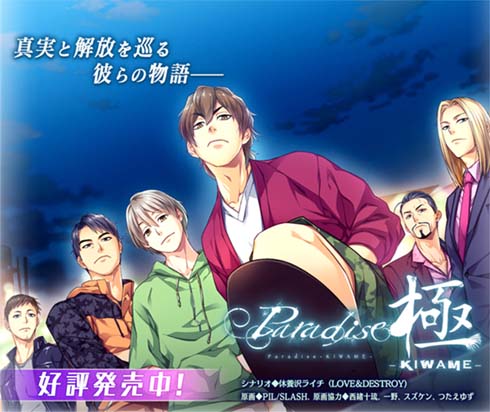 真実と解放を巡る
彼らの物語――
Paradise 極
Paradise-KIWAME-
-KIWAME-
好評発売中!
シナリオ◆休養沢ライチ（LOVE&DESTROY）
原画◆PIL/SLASH. 原画協力◆西緒十琉. 一野. スズケン. つたえゆず